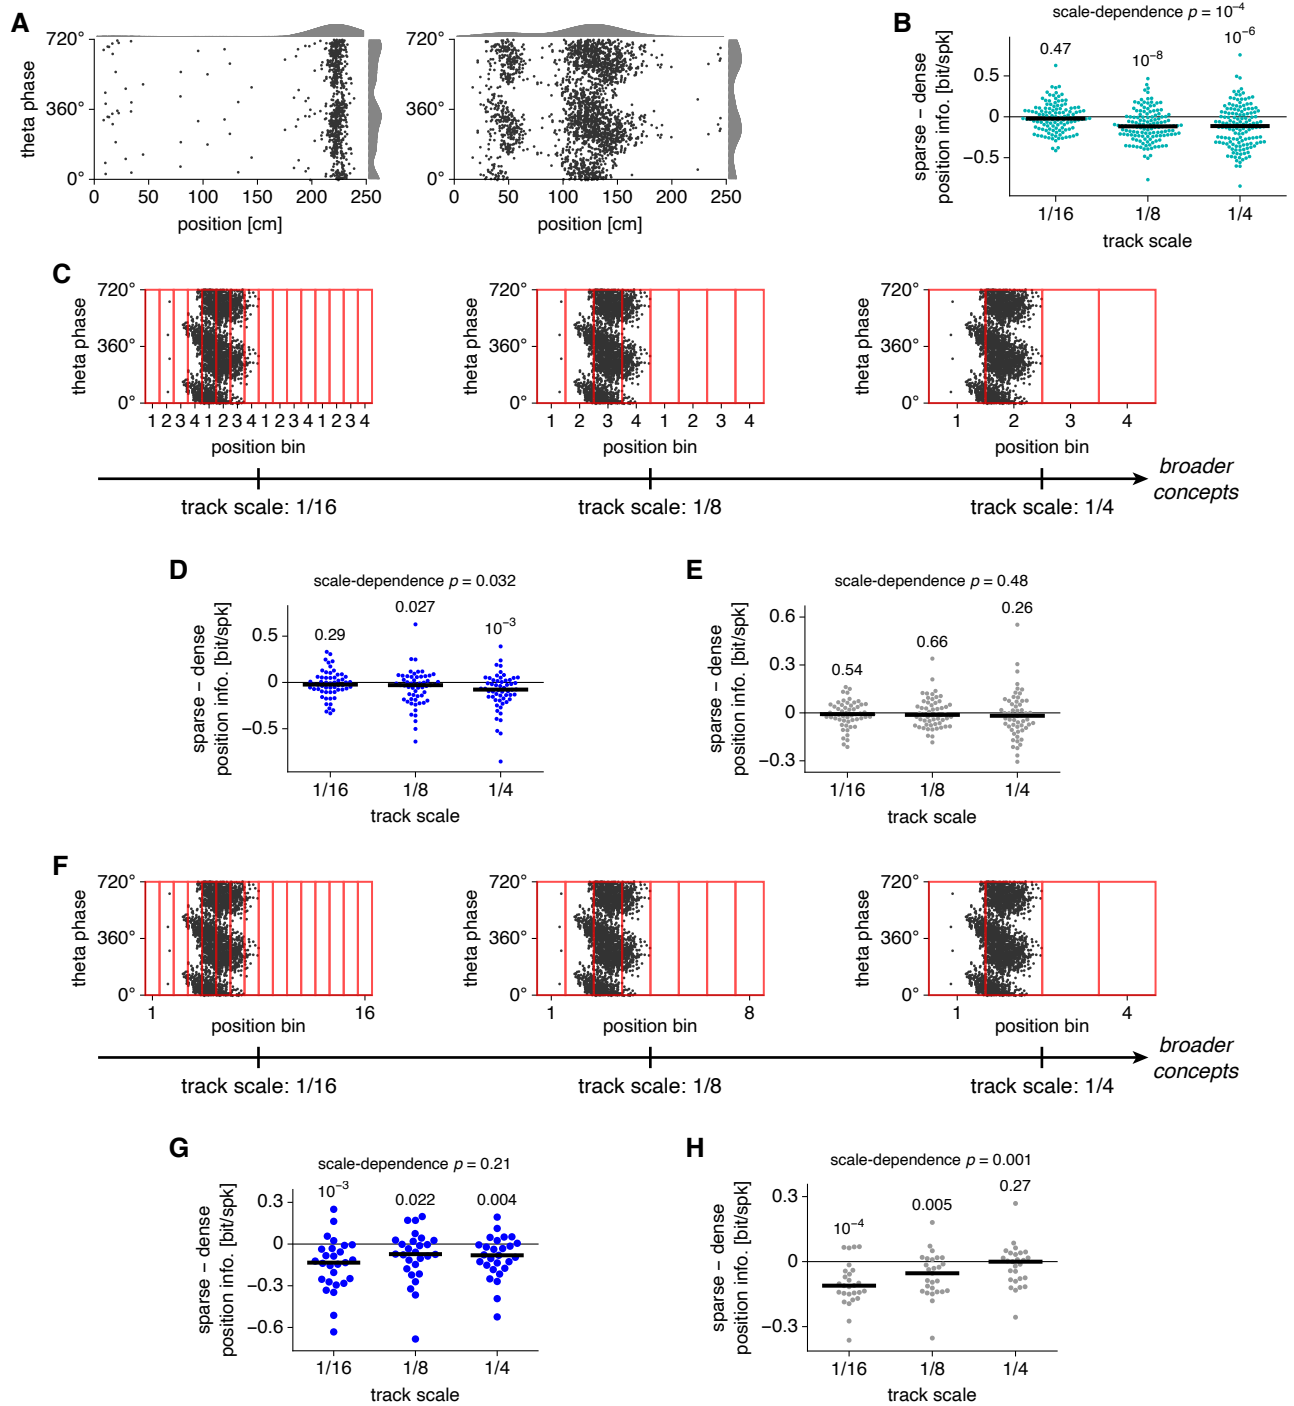 A
720°
360°
0°
theta phase
0 50 100 150 200 250
position [cm]
0 50 100 150 200 250
position [cm]
B
scale-dependence p = 10⁻⁴
0.47
10⁻⁸
10⁻⁶
sparse – dense
position info. [bit/spk]
0.5
0
−0.5
1/16 1/8 1/4
track scale
C
theta phase
720°
360°
0°
1 2 3 4 1 2 3 4 1 2 3 4 1 2 3 4
position bin
theta phase
720°
360°
0°
1 2 3 4 1 2 3 4
position bin
theta phase
720°
360°
0°
1 2 3 4
position bin
broader
concepts
track scale: 1/16
track scale: 1/8
track scale: 1/4
D
scale-dependence p = 0.032
0.29
0.027
10⁻³
sparse – dense
position info. [bit/spk]
0.5
0
−0.5
1/16 1/8 1/4
track scale
E
scale-dependence p = 0.48
0.54
0.66
0.26
sparse – dense
position info. [bit/spk]
0.6
0.3
0
−0.3
1/16 1/8 1/4
track scale
F
theta phase
720°
360°
0°
1 16
position bin
theta phase
720°
360°
0°
1 8
position bin
theta phase
720°
360°
0°
1 4
position bin
broader
concepts
track scale: 1/16
track scale: 1/8
track scale: 1/4
G
scale-dependence p = 0.21
10⁻³
0.022
0.004
sparse – dense
position info. [bit/spk]
0.3
0
−0.3
−0.6
1/16 1/8 1/4
track scale
H
scale-dependence p = 0.001
10⁻⁴
0.005
0.27
sparse – dense
position info. [bit/spk]
0.3
0
−0.3
1/16 1/8 1/4
track scale